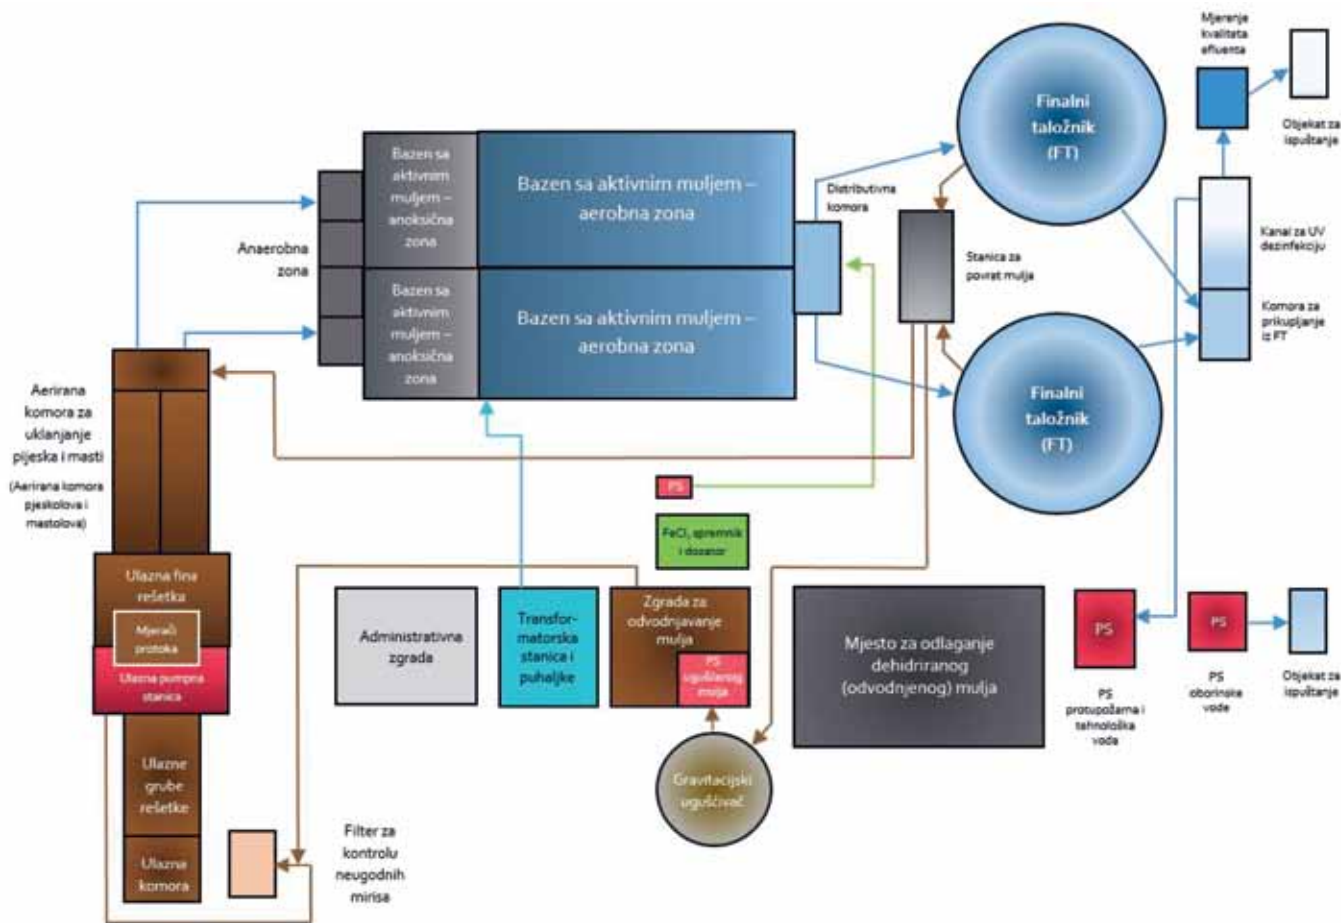 Mjerenje
kvaliteta
efluenta
Objekat za
ispuštanje
Finalni
taložnik
(FT)
Bazen sa
aktivnim
muljem –
anoksična
zona
Bazen sa aktivnim muljem –
aerobna zona
Distributivna
komora
Anaerobna
zona
Stanica za
povrat mulja
Kanal za UV
dezinfekciju
Komora za
prikupljanje
iz FT
Bazen sa
aktivnim
muljem –
anoksična
zona
Bazen sa aktivnim muljem –
aerobna zona
Finalni
taložnik
(FT)
Aerirana
komora za
uklanjanje
pijeska i masti
(Aerirana komora
pjeskolova i
mastolova)
PS
FeCl, spremnik
i dozator
Ulazna fina
rešetka
Mjerači
protoka
Ulazna pumpna
stanica
Administrativna
zgrada
Transfor-
matorska
stanica i
puhaljke
Zgrada za
odvodnjavanje
mulja
PS
ugušćenog
mulja
Mjesto za odlaganje
dehidriranog
(odvodnjenog) mulja
PS
PS
protupožarna i
tehnološka
voda
PS
PS
oborinske
vode
Objekat za
ispuštanje
Ulazne
grube
rešetke
Gravitacijski
ugušćivač
Ulazna
komora
Filter za
kontrolu
neugodnih
mirisa